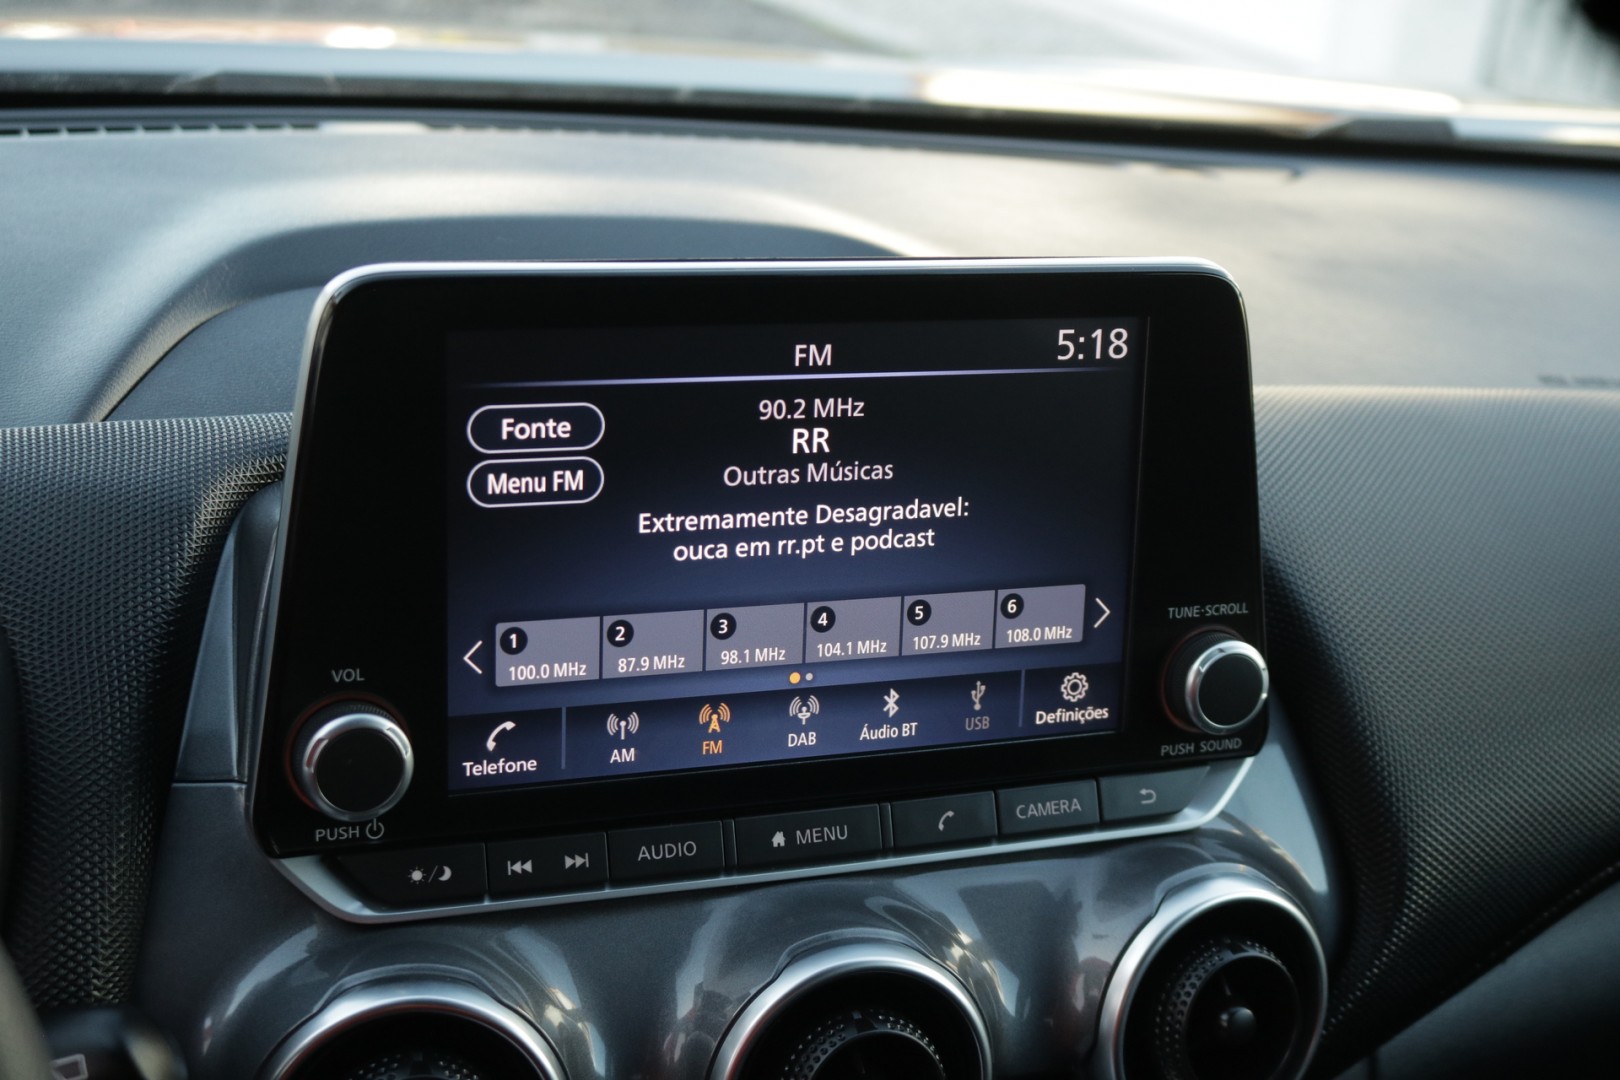 FM
5:18
Fonte
90.2 MHz
RR
Menu FM
Outras Músicas
Extremamente Desagradavel:
ouca em rr.pt e podcast
1
2
3
4
5
6
100.0 MHz
87.9 MHz
98.1 MHz
104.1 MHz
107.9 MHz
108.0 MHz
Telefone
AM
FM
DAB
Áudio BT
USB
Definições
VOL
PUSH
TUNE·SCROLL
PUSH SOUND
AUDIO
MENU
CAMERA